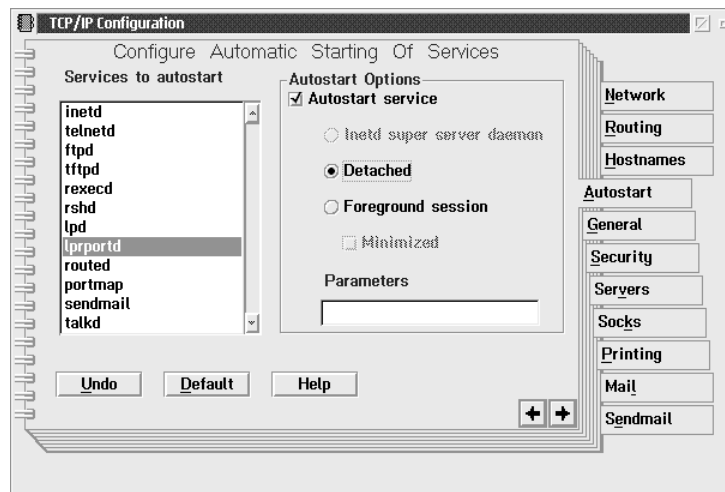 TCP/IP Configuration
Configure Automatic Starting Of Services
Services to autostart
inetd
telnetd
ftpd
tftpd
rexecd
rshd
lpd
lprportd
routed
portmap
sendmail
talkd
Autostart Options
Autostart service
Inetd super server daemon
Detached
Foreground session
Minimized
Parameters
Undo
Default
Help
Network
Routing
Hostnames
Autostart
General
Security
Servers
Socks
Printing
Mail
Sendmail